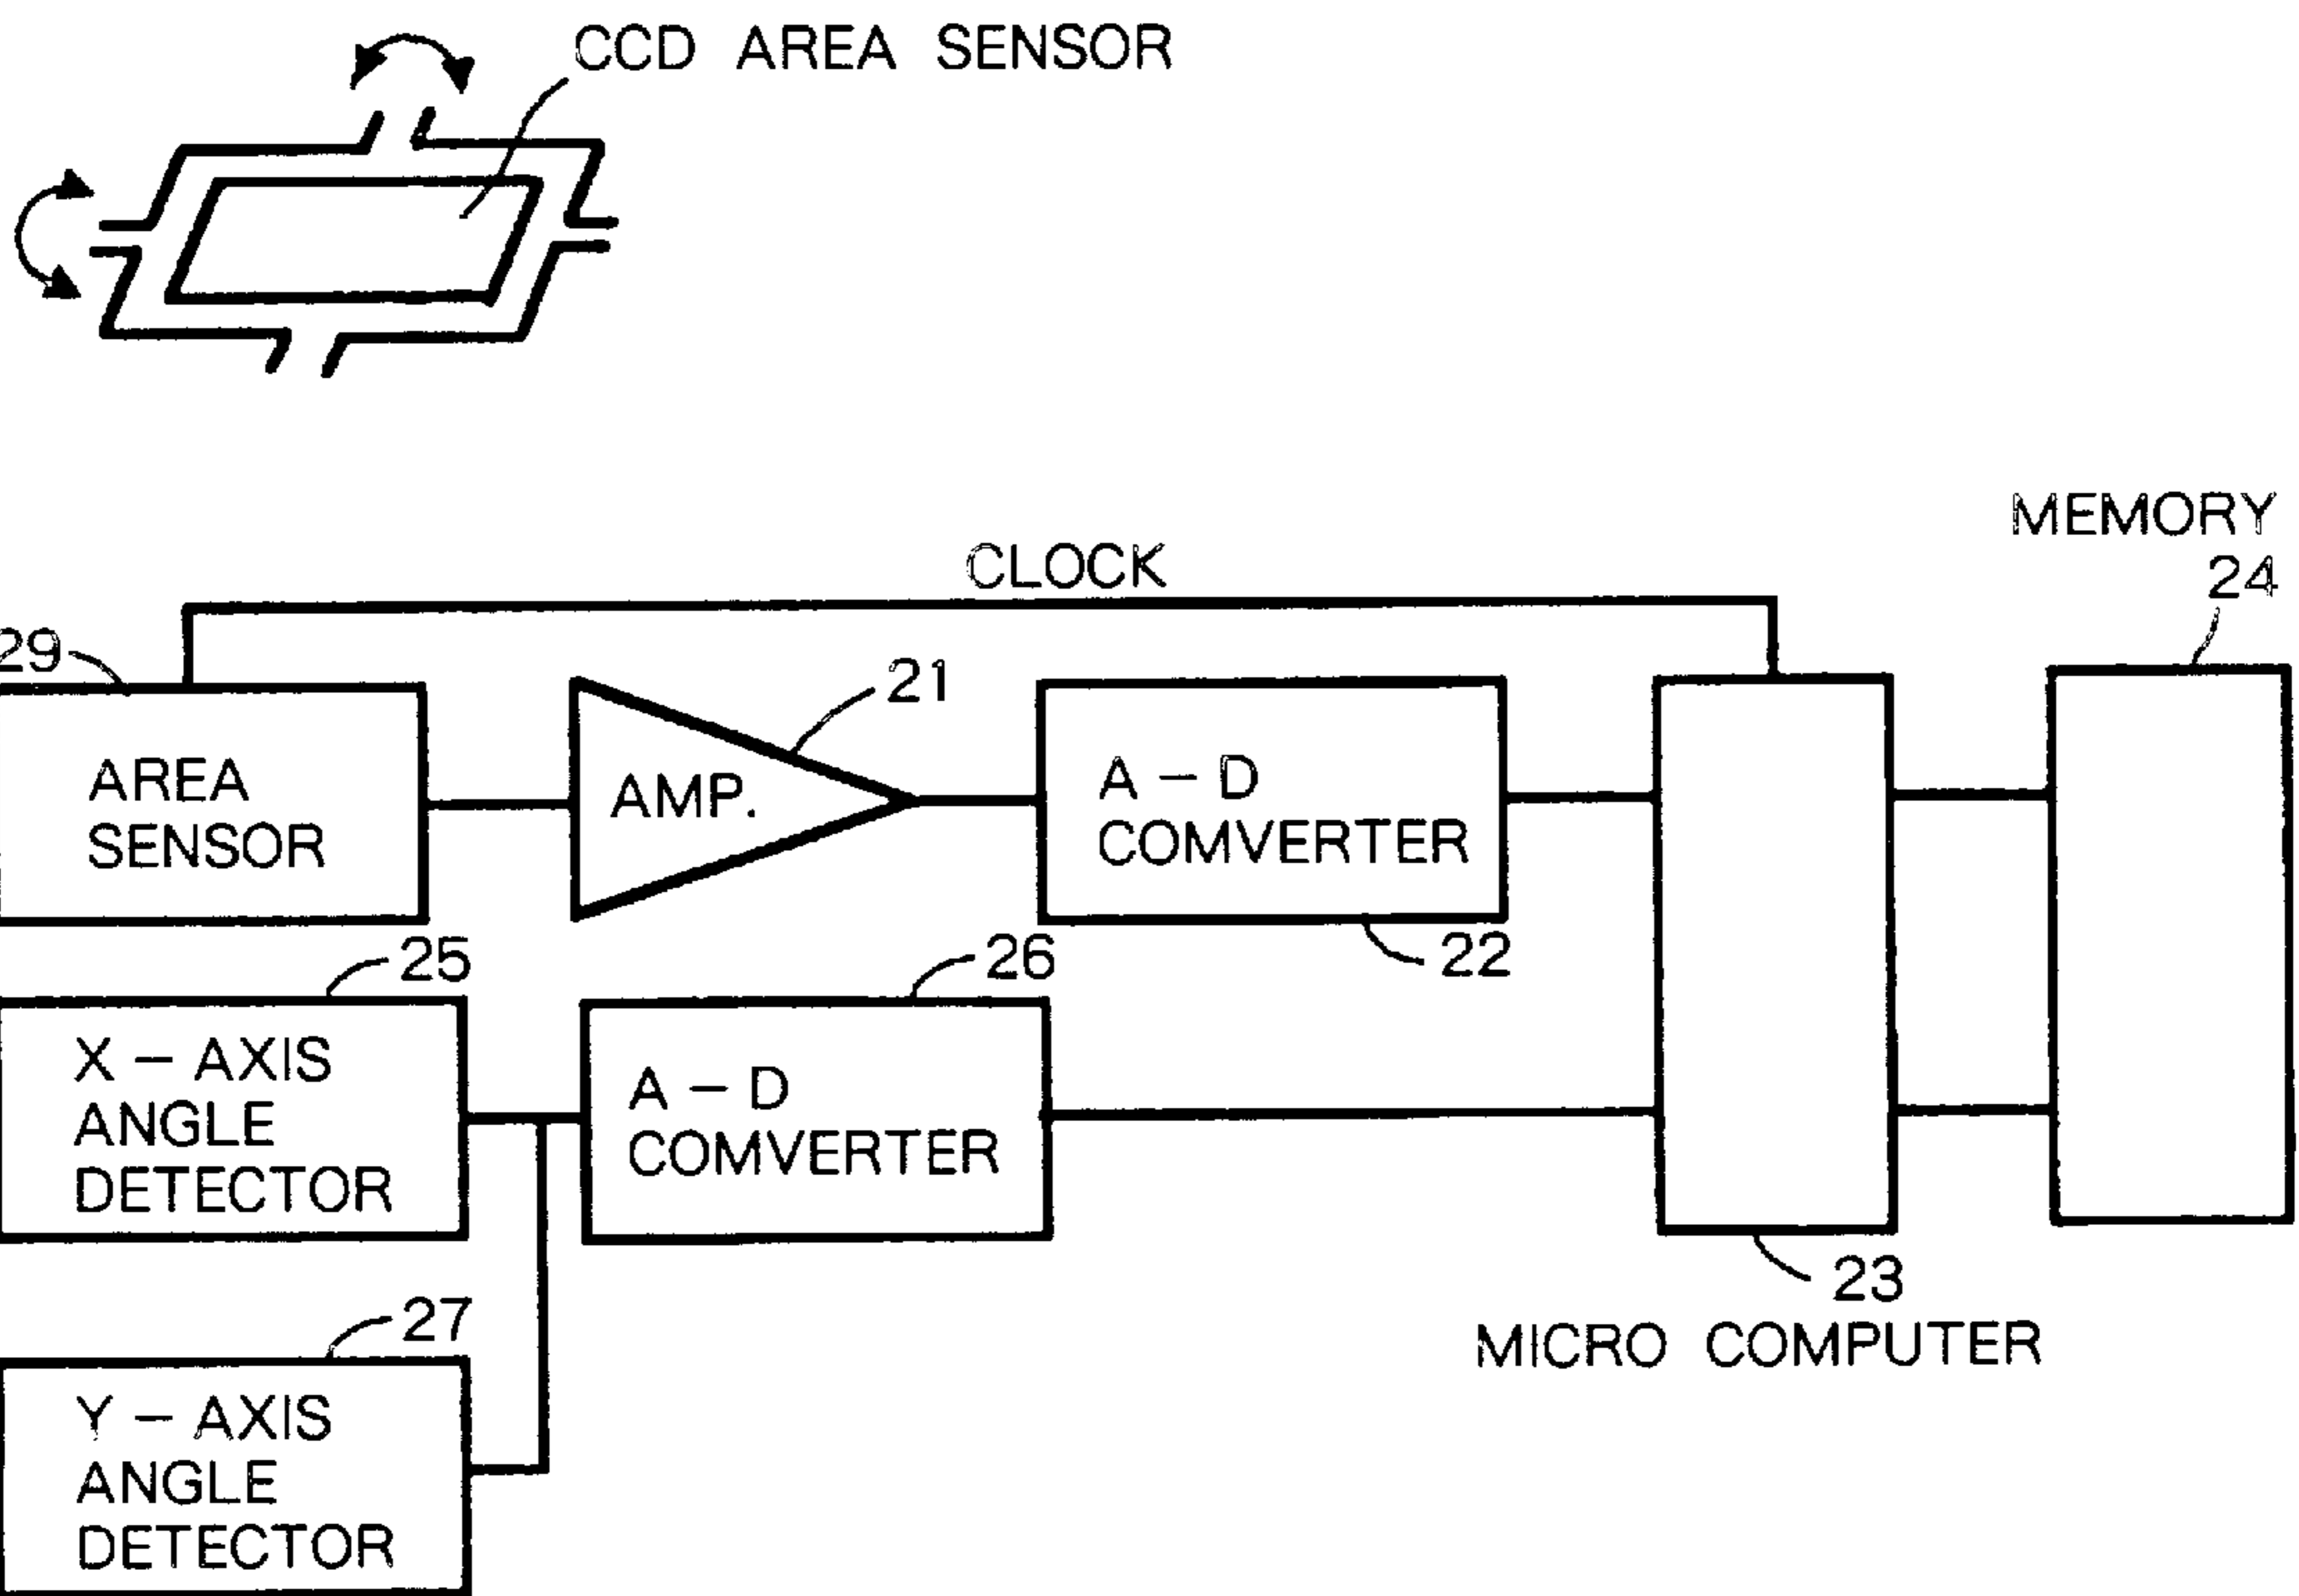 CCD AREA SENSOR
MEMORY
24
CLOCK
29
21
AREA
SENSOR
AMP.
A – D
COMVERTER
22
25
26
X – AXIS
ANGLE
DETECTOR
A – D
COMVERTER
23
MICRO COMPUTER
27
Y – AXIS
ANGLE
DETECTOR